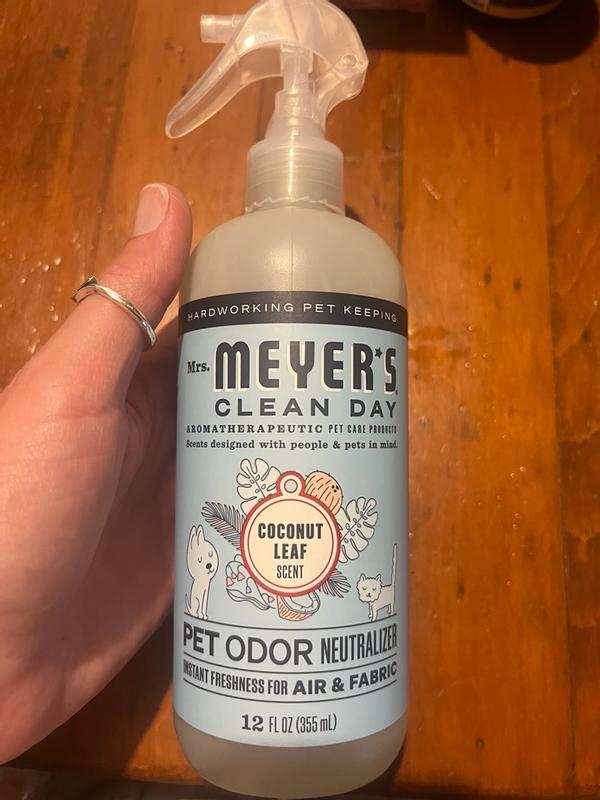 HARDWORKING PET KEEPING
Mrs. MEYER'S
CLEAN DAY
AROMATHERAPEUTIC PET CARE PRODUCTS
Scents designed with people & pets in mind.
COCONUT
LEAF
SCENT
PET ODOR NEUTRALIZER
INSTANT FRESHNESS FOR AIR & FABRIC
12 FL OZ (355 mL)